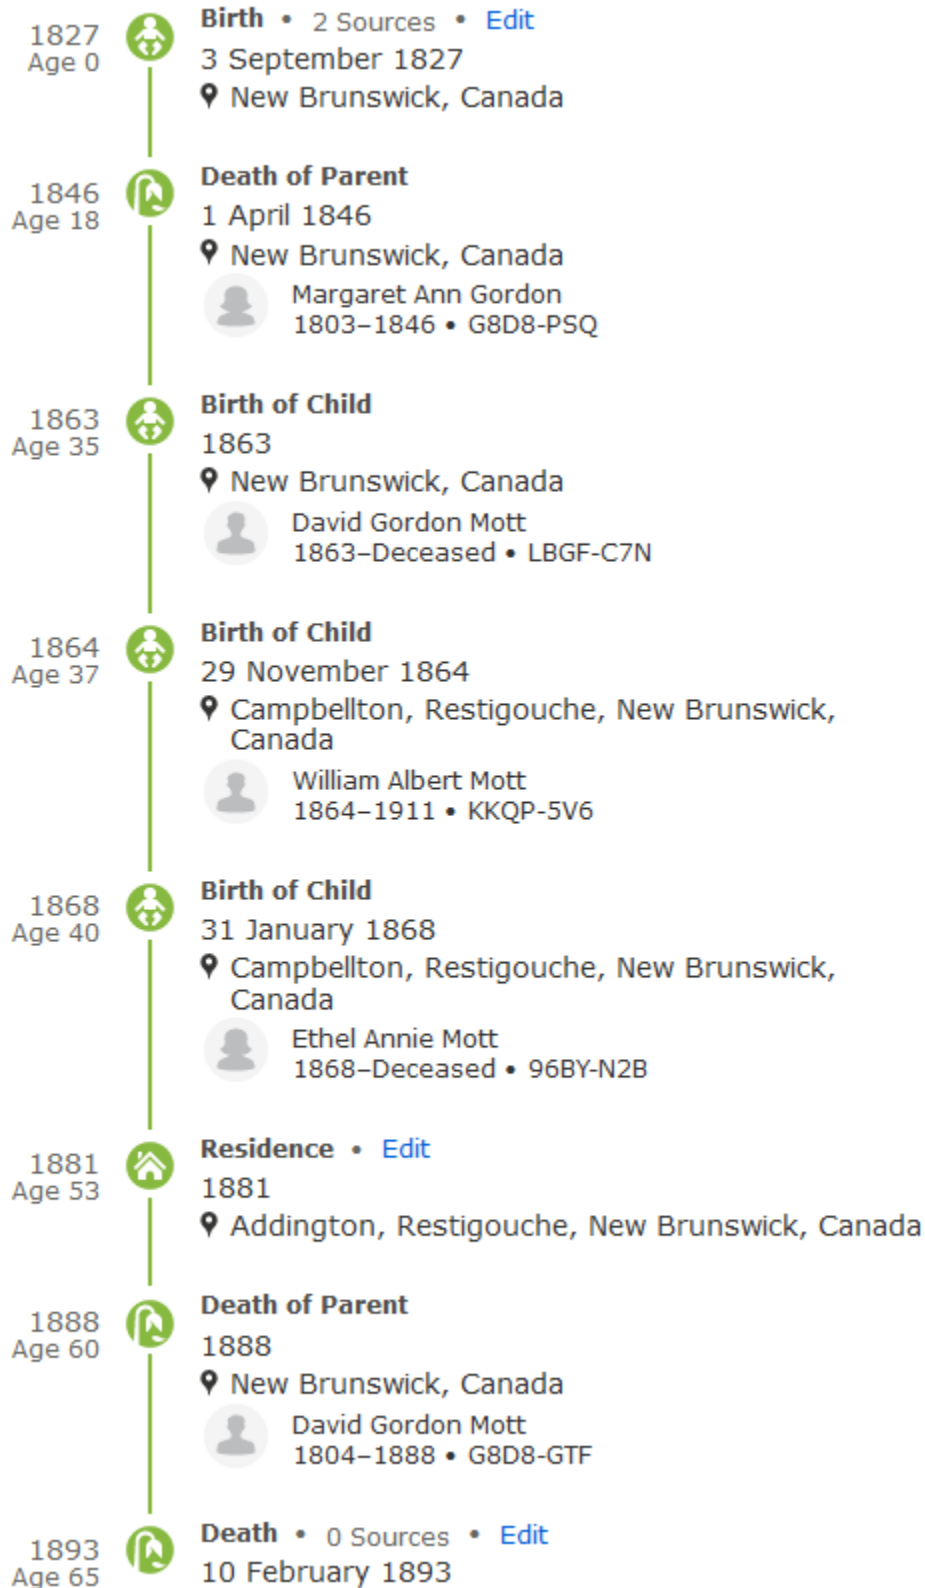 1827
Age 0
Birth • 2 Sources • Edit
3 September 1827
New Brunswick, Canada
1846
Age 18
Death of Parent
1 April 1846
New Brunswick, Canada
Margaret Ann Gordon
1803–1846 • G8D8-PSQ
1863
Age 35
Birth of Child
1863
New Brunswick, Canada
David Gordon Mott
1863–Deceased • LBGF-C7N
1864
Age 37
Birth of Child
29 November 1864
Campbellton, Restigouche, New Brunswick,
Canada
William Albert Mott
1864–1911 • KKQP-5V6
1868
Age 40
Birth of Child
31 January 1868
Campbellton, Restigouche, New Brunswick,
Canada
Ethel Annie Mott
1868–Deceased • 96BY-N2B
1881
Age 53
Residence • Edit
1881
Addington, Restigouche, New Brunswick, Canada
1888
Age 60
Death of Parent
1888
New Brunswick, Canada
David Gordon Mott
1804–1888 • G8D8-GTF
1893
Age 65
Death • 0 Sources • Edit
10 February 1893